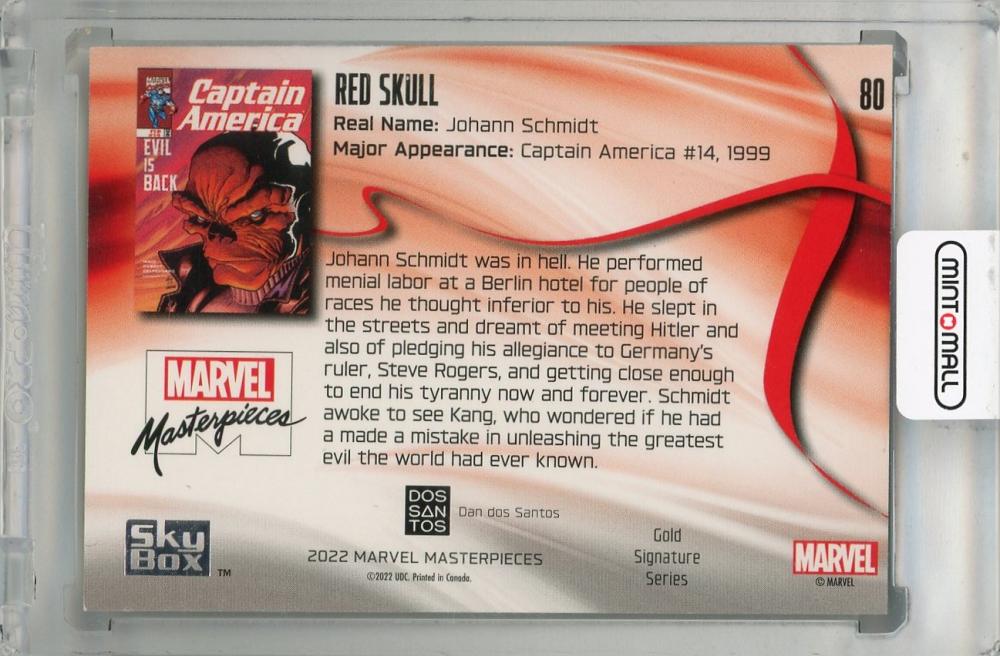 RED SKULL
80
Real Name: Johann Schmidt
Major Appearance: Captain America #14, 1999
MARVEL
Captain
America
EVIL
IS
BACK
Johann Schmidt was in hell. He performed
menial labor at a Berlin hotel for people of
races he thought inferior to his. He slept in
the streets and dreamt of meeting Hitler and
also of pledging his allegiance to Germany's
ruler, Steve Rogers, and getting close enough
to end his tyranny now and forever. Schmidt
awoke to see Kang, who wondered if he had
a made a mistake in unleashing the greatest
evil the world had ever known.
MARVEL
Masterpieces
MINT MALL
DOS
SAN
TOS
Dan dos Santos
Sky
Box TM
2022 MARVEL MASTERPIECES
©2022 UDC. Printed in Canada.
Gold
Signature
Series
MARVEL
© MARVEL